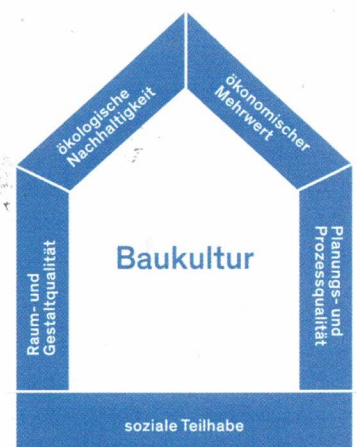 ökologische
Nachhaltigkeit
ökonomischer
Mehrwert
Raum- und
Gestaltqualität
Baukultur
Planungs- und
Prozessqualität
soziale Teilhabe